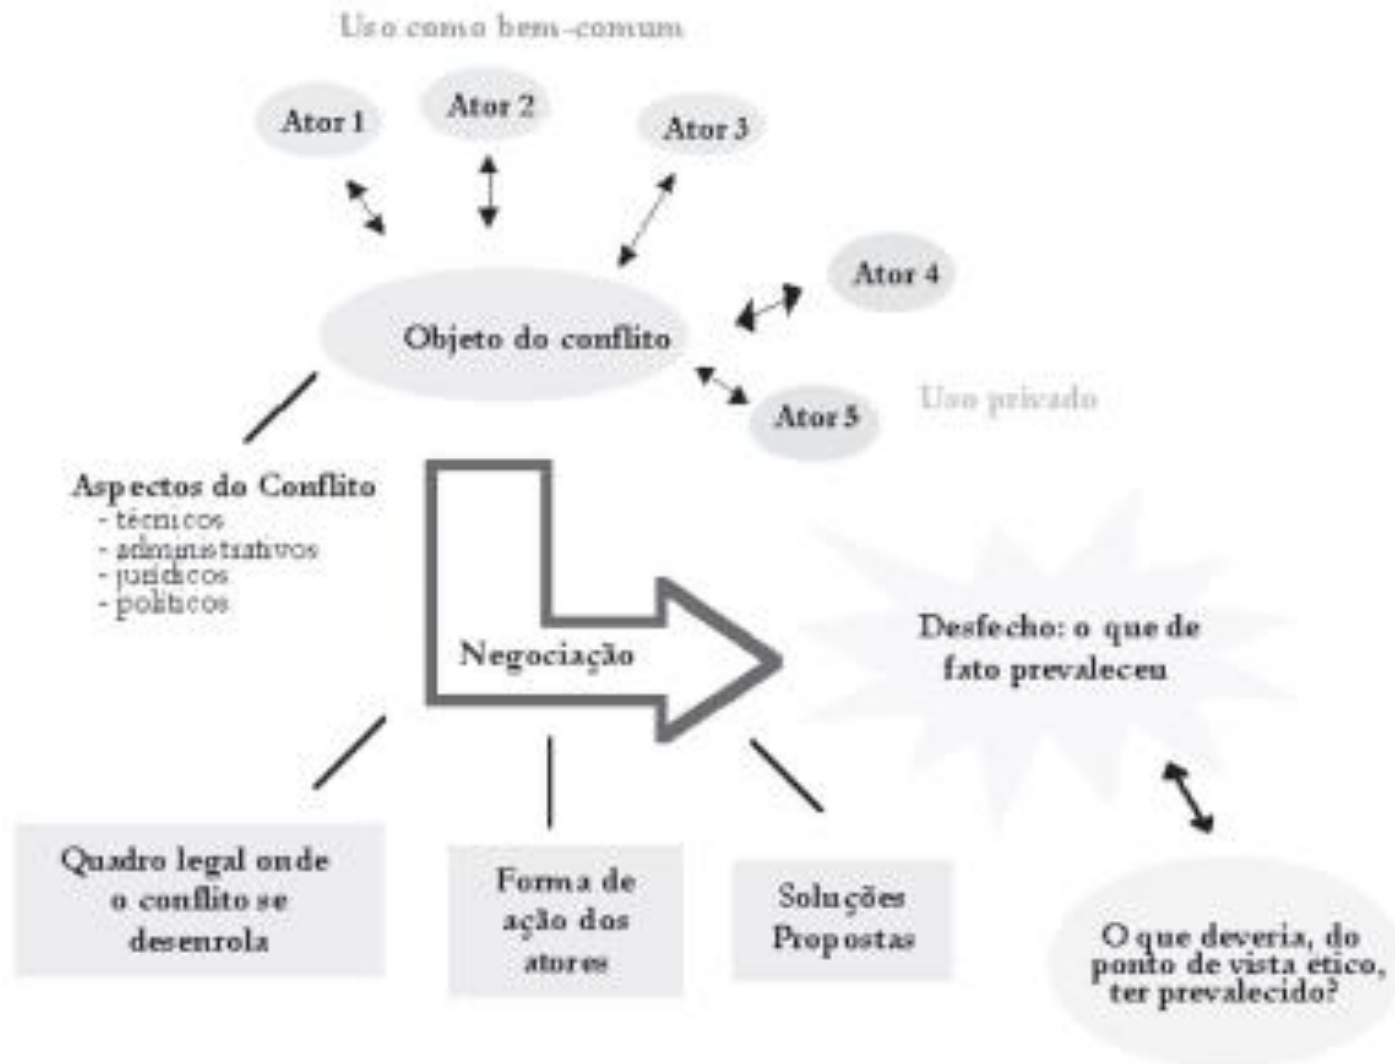 Uso como bem-comum
Ator 1
Ator 2
Ator 3
Ator 4
Objeto do conflito
Ator 5
Uso privado
Aspectos do Conflito
- técnicos
- administrativos
- jurídicos
- políticos
Negociação
Desfecho: o que de
fato prevaleceu
Quadro legal onde
o conflito se
desenrola
Forma de
ação dos
atores
Soluções
Propostas
O que deveria, do
ponto de vista ético,
ter prevalecido?